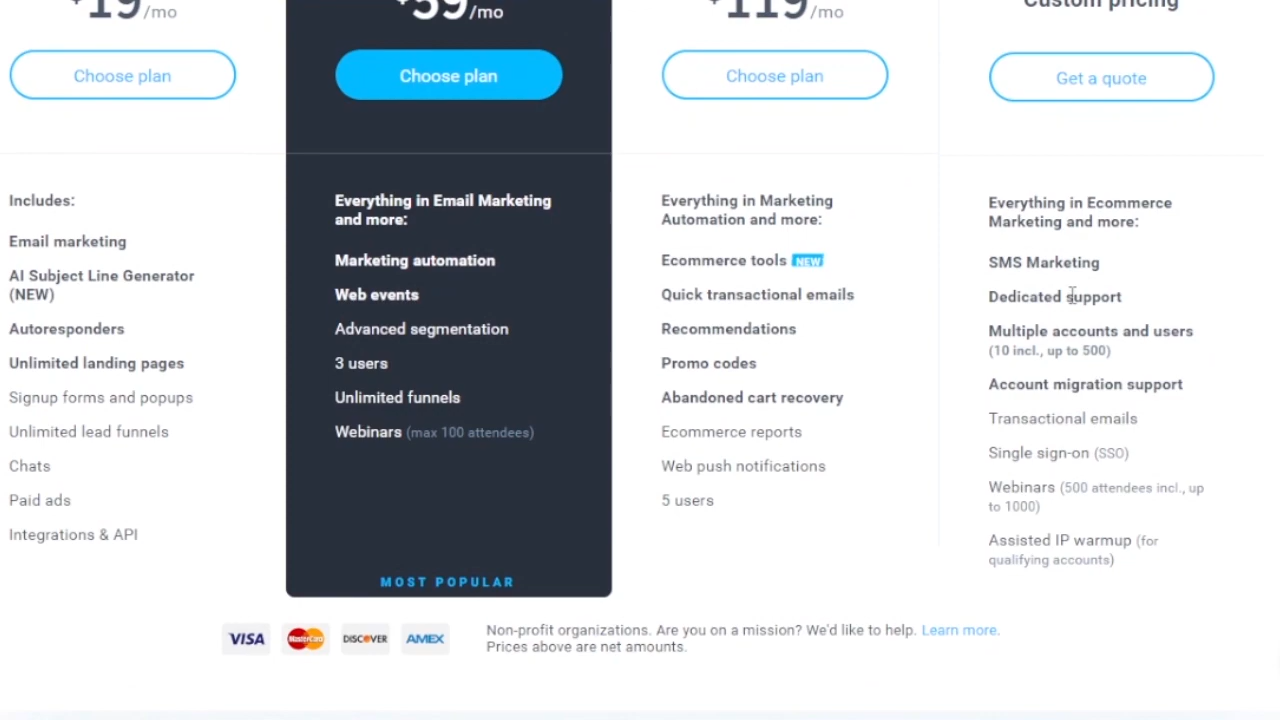 $19/mo
Choose plan
Includes:
Email marketing
AI Subject Line Generator
(NEW)
Autoresponders
Unlimited landing pages
Signup forms and popups
Unlimited lead funnels
Chats
Paid ads
Integrations & API
$59/mo
Choose plan
Everything in Email Marketing
and more:
Marketing automation
Web events
Advanced segmentation
3 users
Unlimited funnels
Webinars (max 100 attendees)
MOST POPULAR
$119/mo
Choose plan
Everything in Marketing
Automation and more:
Ecommerce tools NEW
Quick transactional emails
Recommendations
Promo codes
Abandoned cart recovery
Ecommerce reports
Web push notifications
5 users
Custom pricing
Get a quote
Everything in Ecommerce
Marketing and more:
SMS Marketing
Dedicated support
Multiple accounts and users
(10 incl., up to 500)
Account migration support
Transactional emails
Single sign-on (SSO)
Webinars (500 attendees incl., up
to 1000)
Assisted IP warmup (for
qualifying accounts)
VISA MasterCard DISCOVER AMEX
Non-profit organizations. Are you on a mission? We'd like to help. Learn more.
Prices above are net amounts.